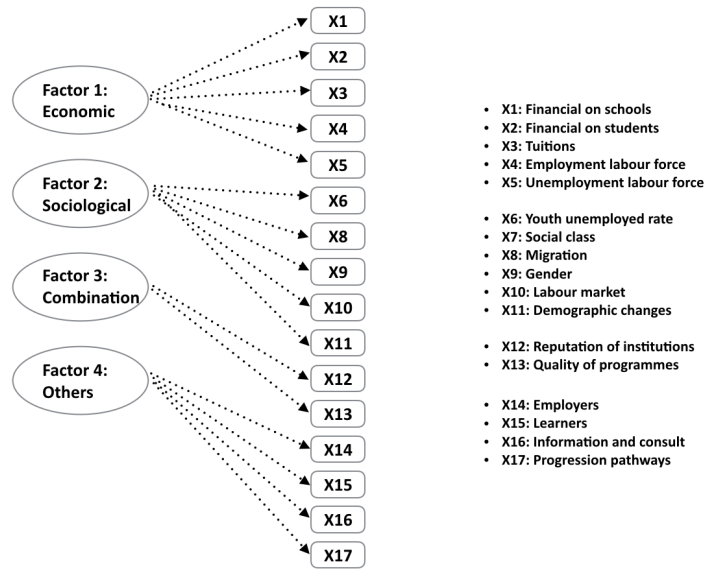 Factor 1:
Economic
Factor 2:
Sociological
Factor 3:
Combination
Factor 4:
Others
X1
X2
X3
X4
X5
X6
X8
X9
X10
X11
X12
X13
X14
X15
X16
X17
• X1: Financial on schools
• X2: Financial on students
• X3: Tuitions
• X4: Employment labour force
• X5: Unemployment labour force
• X6: Youth unemployed rate
• X7: Social class
• X8: Migration
• X9: Gender
• X10: Labour market
• X11: Demographic changes
• X12: Reputation of institutions
• X13: Quality of programmes
• X14: Employers
• X15: Learners
• X16: Information and consult
• X17: Progression pathways